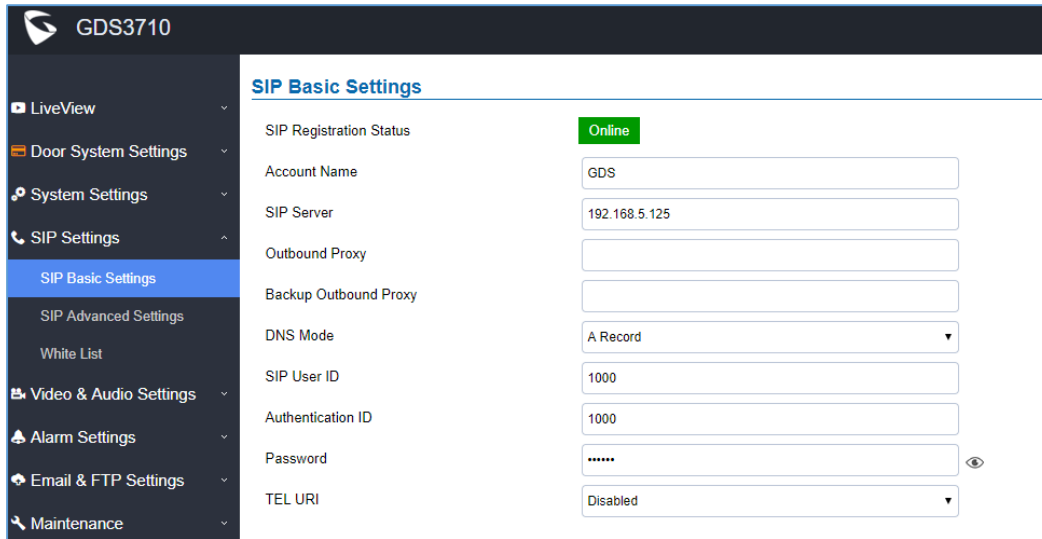 GDS3710
LiveView
Door System Settings
System Settings
SIP Settings
SIP Basic Settings
SIP Advanced Settings
White List
Video & Audio Settings
Alarm Settings
Email & FTP Settings
Maintenance
SIP Basic Settings
SIP Registration Status Online
Account Name GDS
SIP Server 192.168.5.125
Outbound Proxy
Backup Outbound Proxy
DNS Mode A Record
SIP User ID 1000
Authentication ID 1000
Password ••••••
TEL URI Disabled